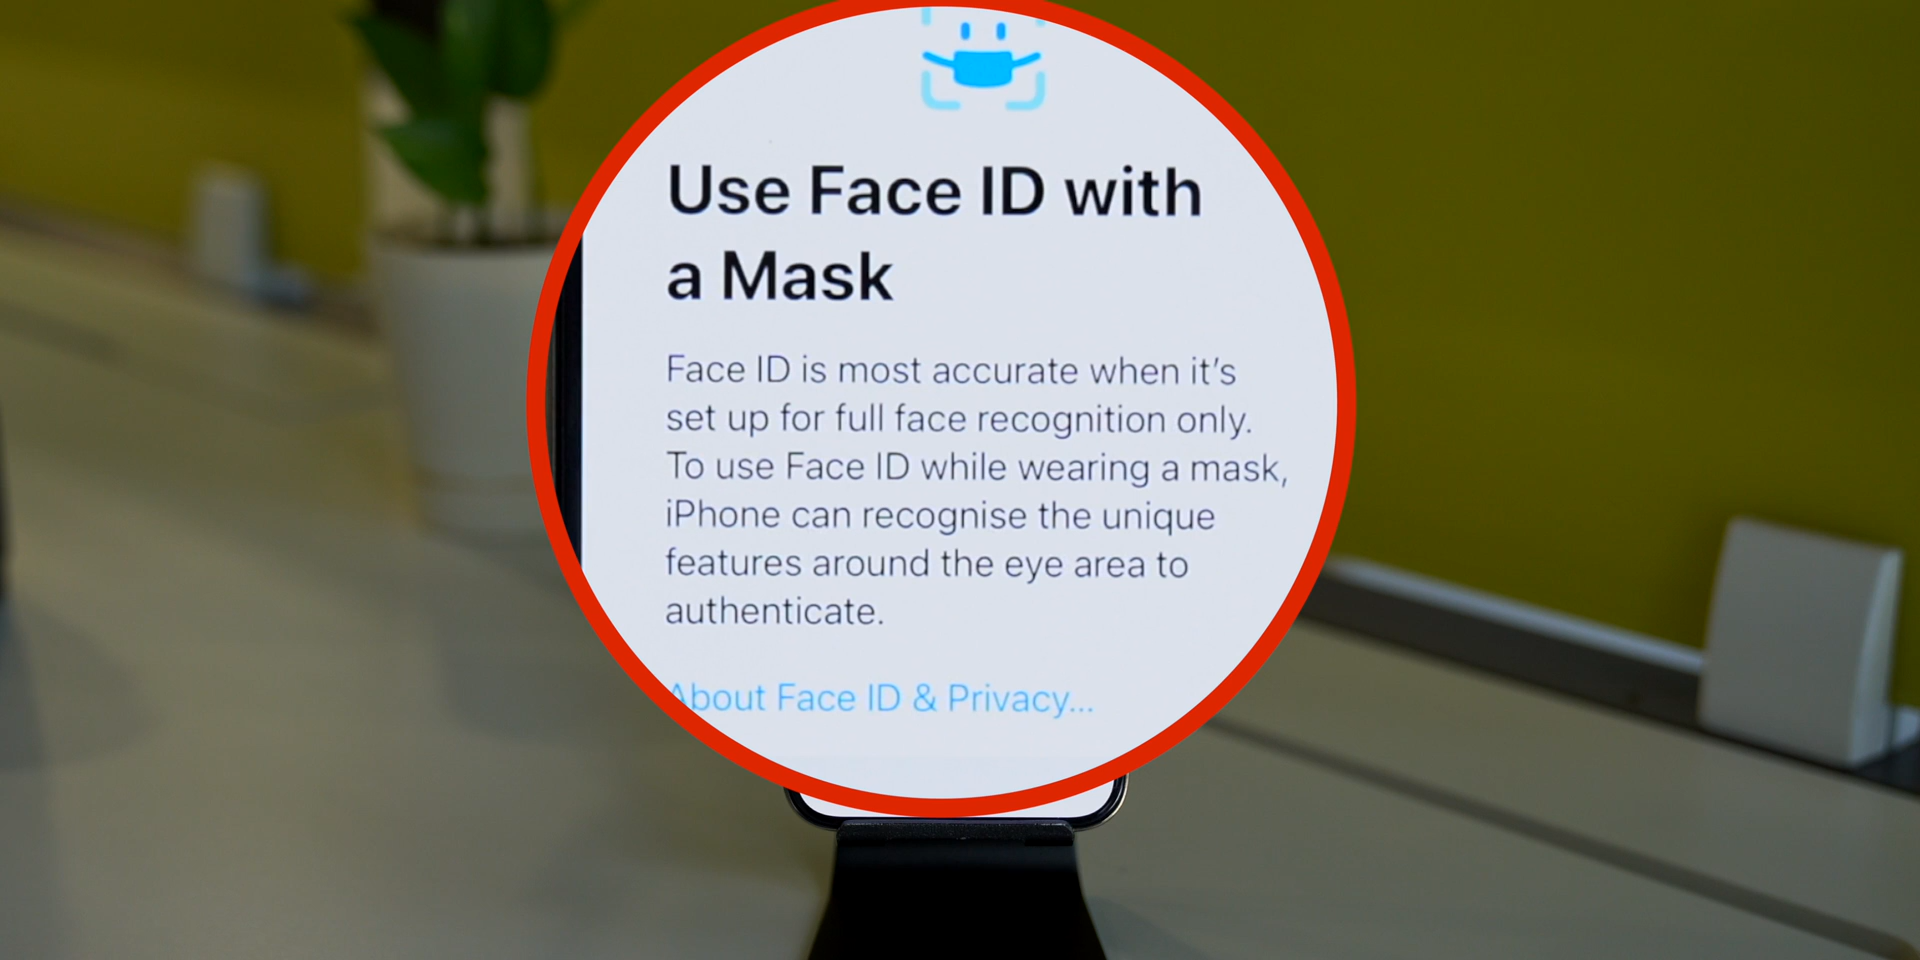 Use Face ID with
a Mask
Face ID is most accurate when it’s
set up for full face recognition only.
To use Face ID while wearing a mask,
iPhone can recognise the unique
features around the eye area to
authenticate.
About Face ID & Privacy...